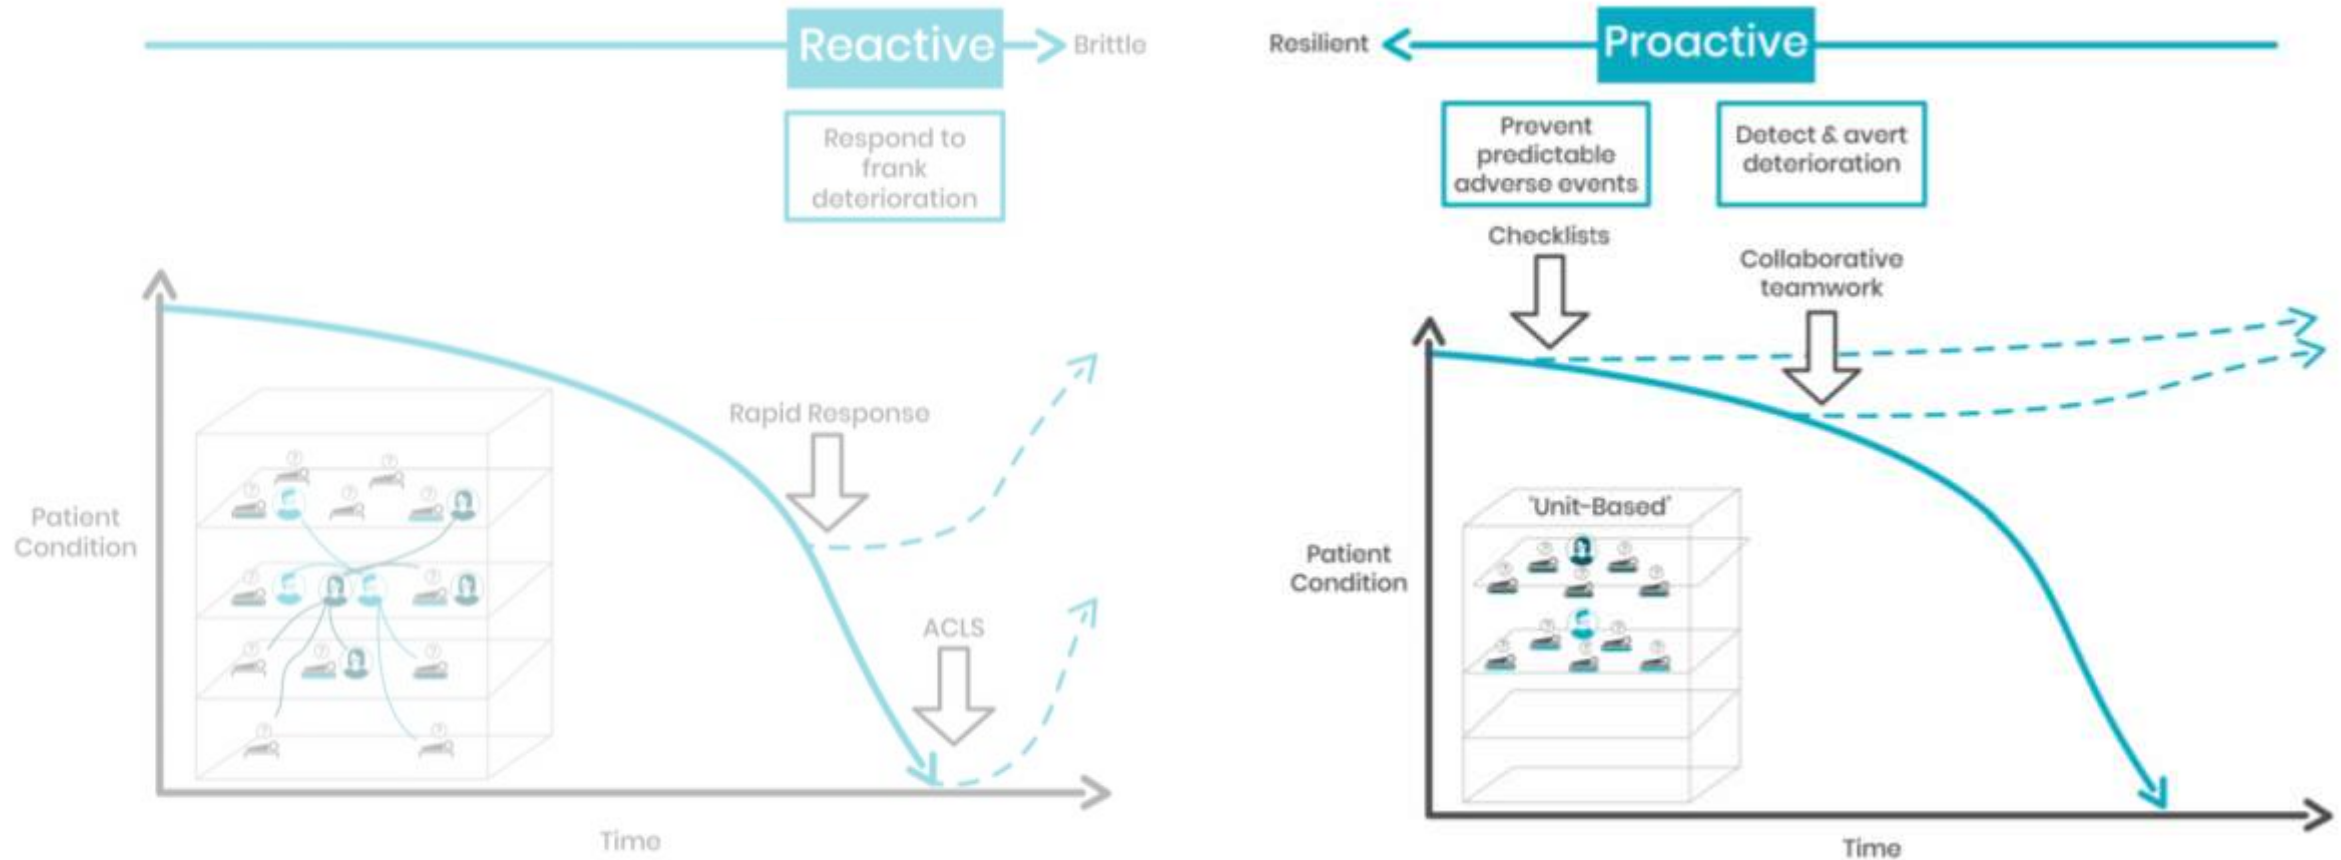 Reactive
Brittle
Respond to
frank
deterioration
Rapid Response
ACLS
Patient
Condition
Time
Resilient
Proactive
Prevent
predictable
adverse events
Detect & avert
deterioration
Checklists
Collaborative
teamwork
"Unit-Based"
Patient
Condition
Time